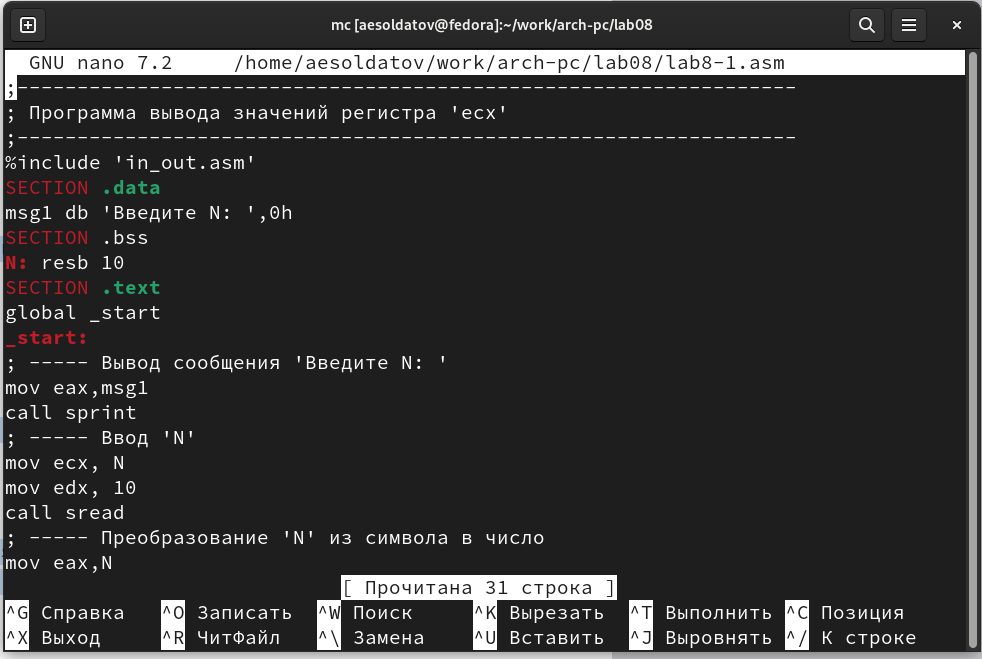 mc [aesoldatov@fedora]:~/work/arch-pc/lab08
GNU nano 7.2 /home/aesoldatov/work/arch-pc/lab08/lab8-1.asm
;-----------------------------------------------------------------
; Программа вывода значений регистра 'ecx'
;-----------------------------------------------------------------
%include 'in_out.asm'
SECTION .data
msg1 db 'Введите N: ',0h
SECTION .bss
N: resb 10
SECTION .text
global _start
_start:
; ----- Вывод сообщения 'Введите N: '
mov eax,msg1
call sprint
; ----- Ввод 'N'
mov ecx, N
mov edx, 10
call sread
; ----- Преобразование 'N' из символа в число
mov eax,N
[ Прочитана 31 строка ]
^G Справка ^O Записать ^W Поиск ^K Вырезать ^T Выполнить ^C Позиция
^X Выход ^R ЧитФайл ^\ Замена ^U Вставить ^J Выровнять ^/ К строке